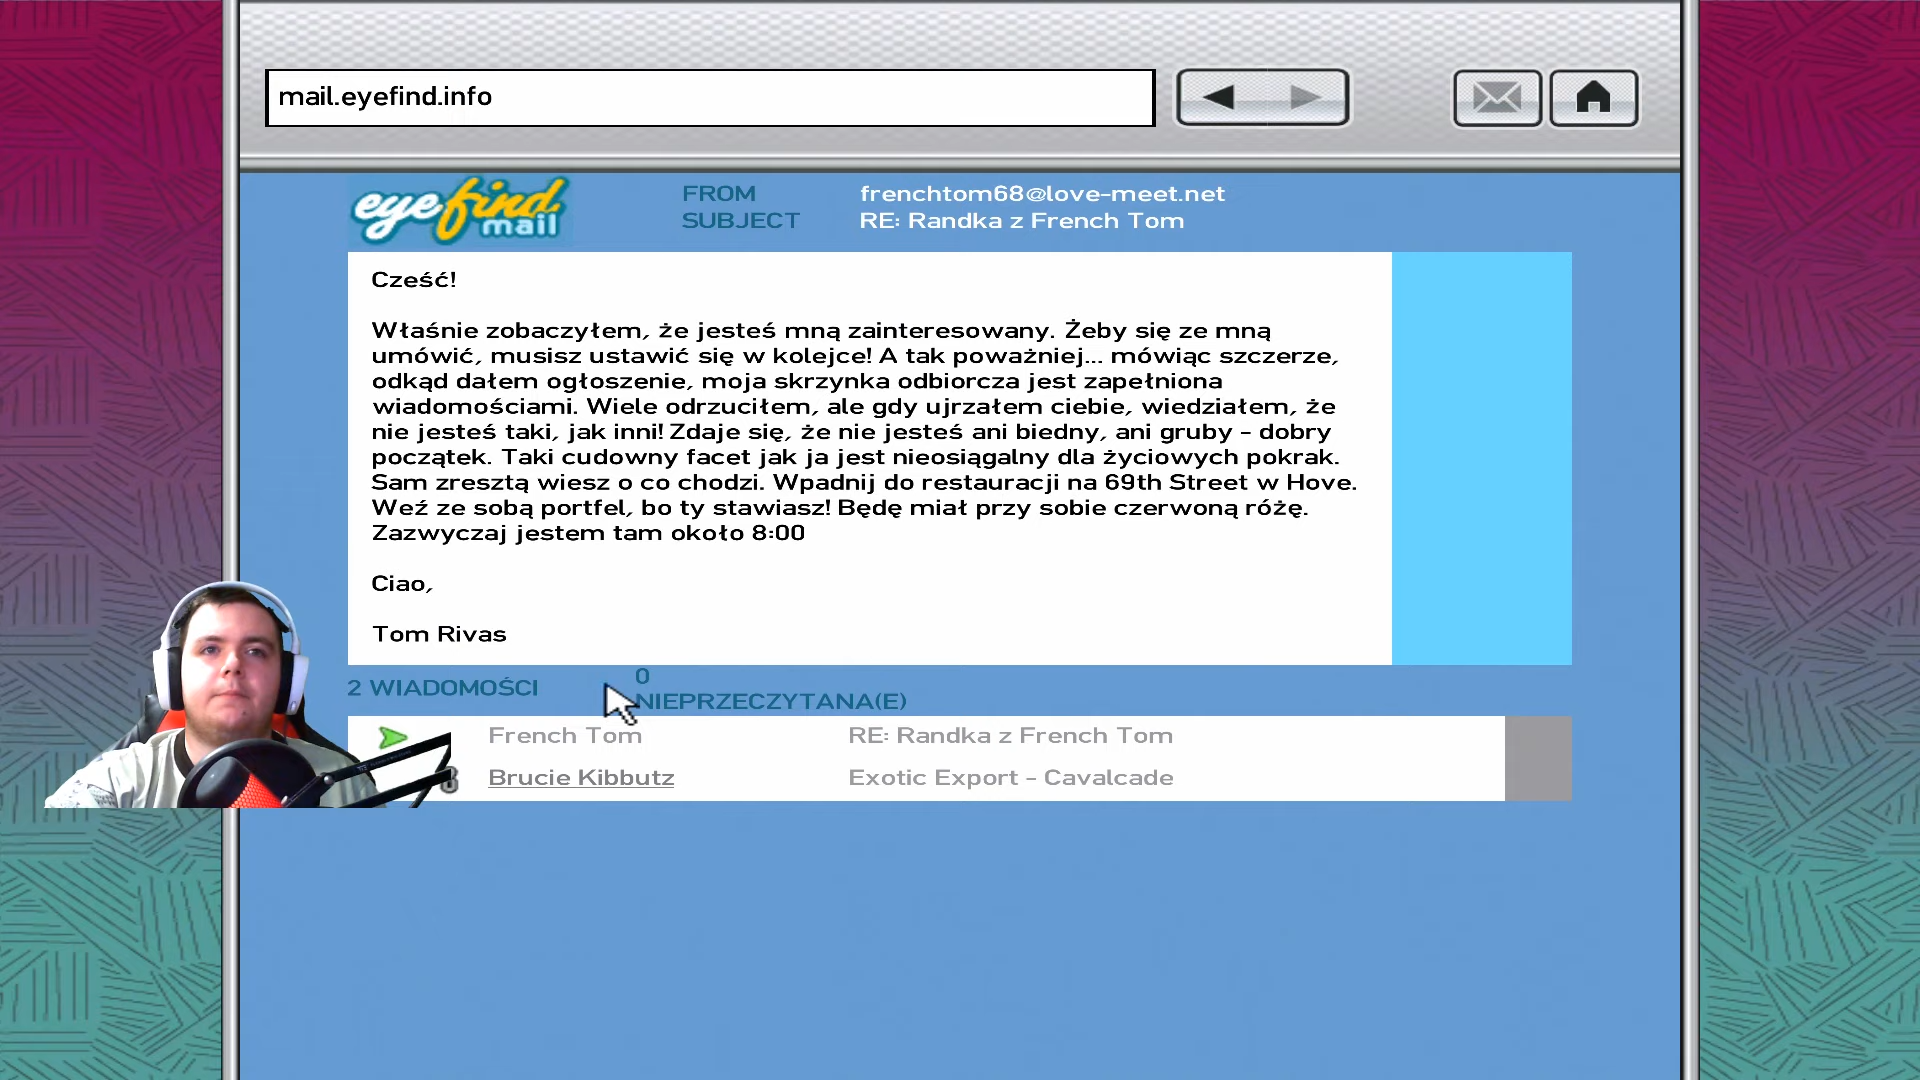 mail.eyefind.info
eyefind mail
FROM frenchtom68@love-meet.net
SUBJECT RE: Randka z French Tom
Cześć!
Właśnie zobaczyłem, że jesteś mną zainteresowany. Żeby się ze mną
umówić, musisz ustawić się w kolejce! A tak poważniej... mówiąc szczerze,
odkąd dałem ogłoszenie, moja skrzynka odbiorcza jest zapełniona
wiadomościami. Wiele odrzuciłem, ale gdy ujrzałem ciebie, wiedziałem, że
nie jesteś taki, jak inni! Zdaje się, że nie jesteś ani biedny, ani gruby - dobry
początek. Taki cudowny facet jak ja jest nieosiągalny dla życiowych pokrak.
Sam zresztą wiesz o co chodzi. Wpadnij do restauracji na 69th Street w Hove.
Weź ze sobą portfel, bo ty stawiasz! Będę miał przy sobie czerwoną różę.
Zazwyczaj jestem tam około 8:00
Ciao,
Tom Rivas
2 WIADOMOŚCI
0
NIEPRZECZYTANA(E)
French Tom RE: Randka z French Tom
Brucie Kibbutz Exotic Export - Cavalcade